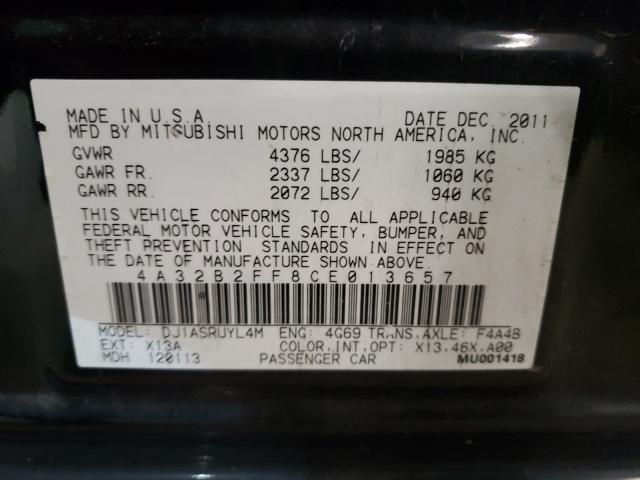 MADE IN U.S.A. DATE DEC. 2011
MFD BY MITSUBISHI MOTORS NORTH AMERICA, INC.
GVWR 4376 LBS/ 1985 KG
GAWR FR. 2337 LBS/ 1060 KG
GAWR RR. 2072 LBS/ 940 KG
THIS VEHICLE CONFORMS TO ALL APPLICABLE
FEDERAL MOTOR VEHICLE SAFETY, BUMPER, AND
THEFT PREVENTION STANDARDS IN EFFECT ON
THE DATE OF MANUFACTURE SHOWN ABOVE.
4A32B2FF8CE013657
MODEL: DJ1ASRUYL4M ENG: 4G69 TRANS,AXLE: F4A4B
EXT: X13A COLOR,INT,OPT: X13.46X.A00
MDH 120113 PASSENGER CAR MU001418